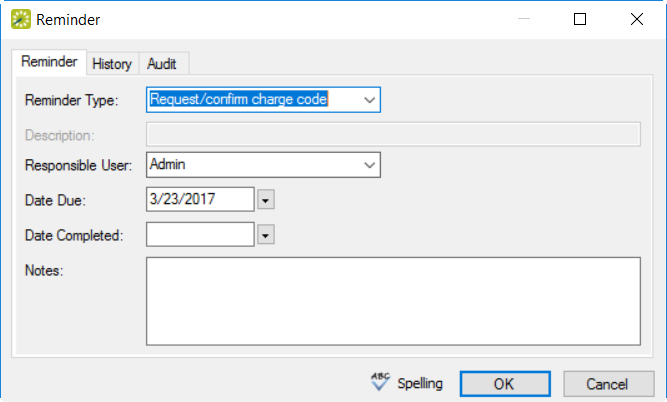 Reminder
Reminder History Audit
Reminder Type: Request/confirm charge code
Description:
Responsible User: Admin
Date Due: 3/23/2017
Date Completed:
Notes:
ABC Spelling OK Cancel